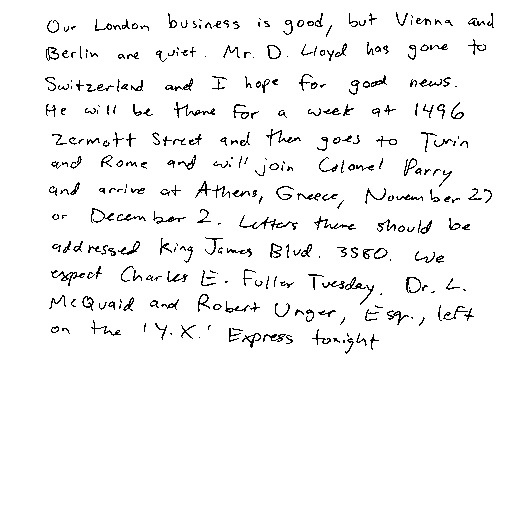 Our London business is good, but Vienna and
Berlin are quiet. Mr. D. Lloyd has gone to
Switzerland and I hope for good news.
He will be there for a week at 1496
Zermott Street and then goes to Turin
and Rome and will join Colonel Parry
and arrive at Athens, Greece, November 27
or December 2. Letters there should be
addressed King James Blvd. 3580. We
expect Charles E. Fuller Tuesday. Dr. L.
McQuaid and Robert Unger, Esq., left
on the 'Y.X.' Express tonight